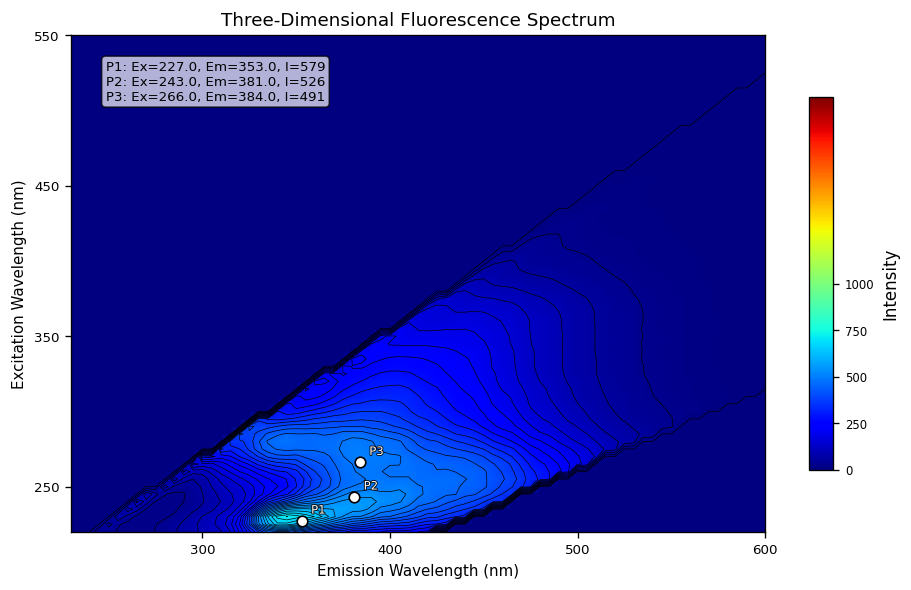 Three-Dimensional Fluorescence Spectrum
550
450
350
250
Excitation Wavelength (nm)
P1: Ex=227.0, Em=353.0, I=579
P2: Ex=243.0, Em=381.0, I=526
P3: Ex=266.0, Em=384.0, I=491
P3
P2
P1
300
400
500
600
Emission Wavelength (nm)
1000
750
500
250
0
Intensity